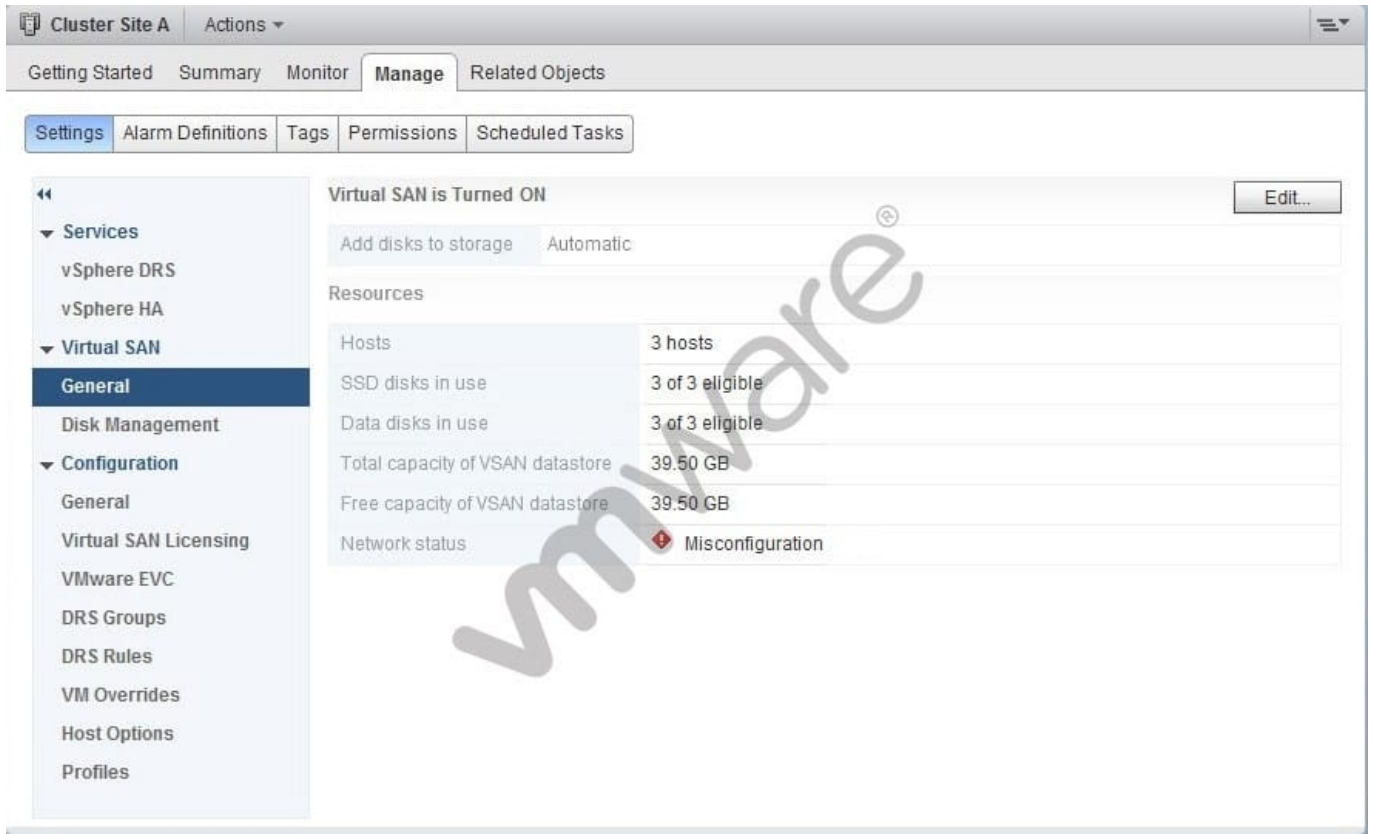 Cluster Site A Actions
Getting Started Summary Monitor Manage Related Objects
Settings Alarm Definitions Tags Permissions Scheduled Tasks
Services
vSphere DRS
vSphere HA
Virtual SAN
General
Disk Management
Configuration
General
Virtual SAN Licensing
VMware EVC
DRS Groups
DRS Rules
VM Overrides
Host Options
Profiles
Virtual SAN is Turned ON Edit...
Add disks to storage Automatic
Resources
Hosts 3 hosts
SSD disks in use 3 of 3 eligible
Data disks in use 3 of 3 eligible
Total capacity of VSAN datastore 39.50 GB
Free capacity of VSAN datastore 39.50 GB
Network status Misconfiguration
vmware®